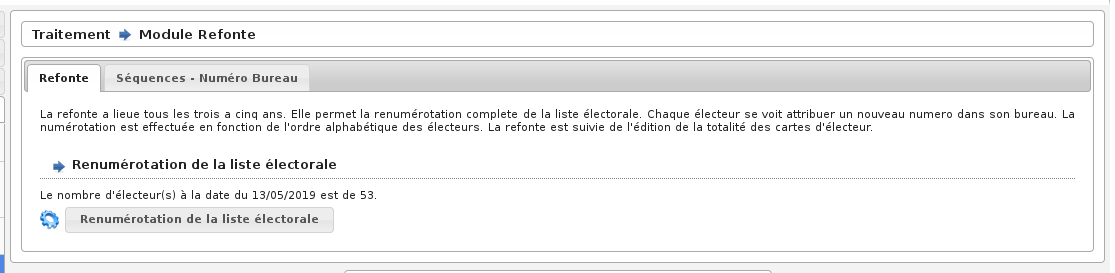 Traitement Module Refonte
Refonte Séquences - Numéro Bureau
La refonte a lieue tous les trois a cinq ans. Elle permet la renumérotation complete de la liste électorale. Chaque électeur se voit attribuer un nouveau numero dans son bureau. La
numérotation est effectuée en fonction de l'ordre alphabétique des électeurs. La refonte est suivie de l'édition de la totalité des cartes d'électeur.
Renumérotation de la liste électorale
Le nombre d'électeur(s) à la date du 13/05/2019 est de 53.
Renumérotation de la liste électorale